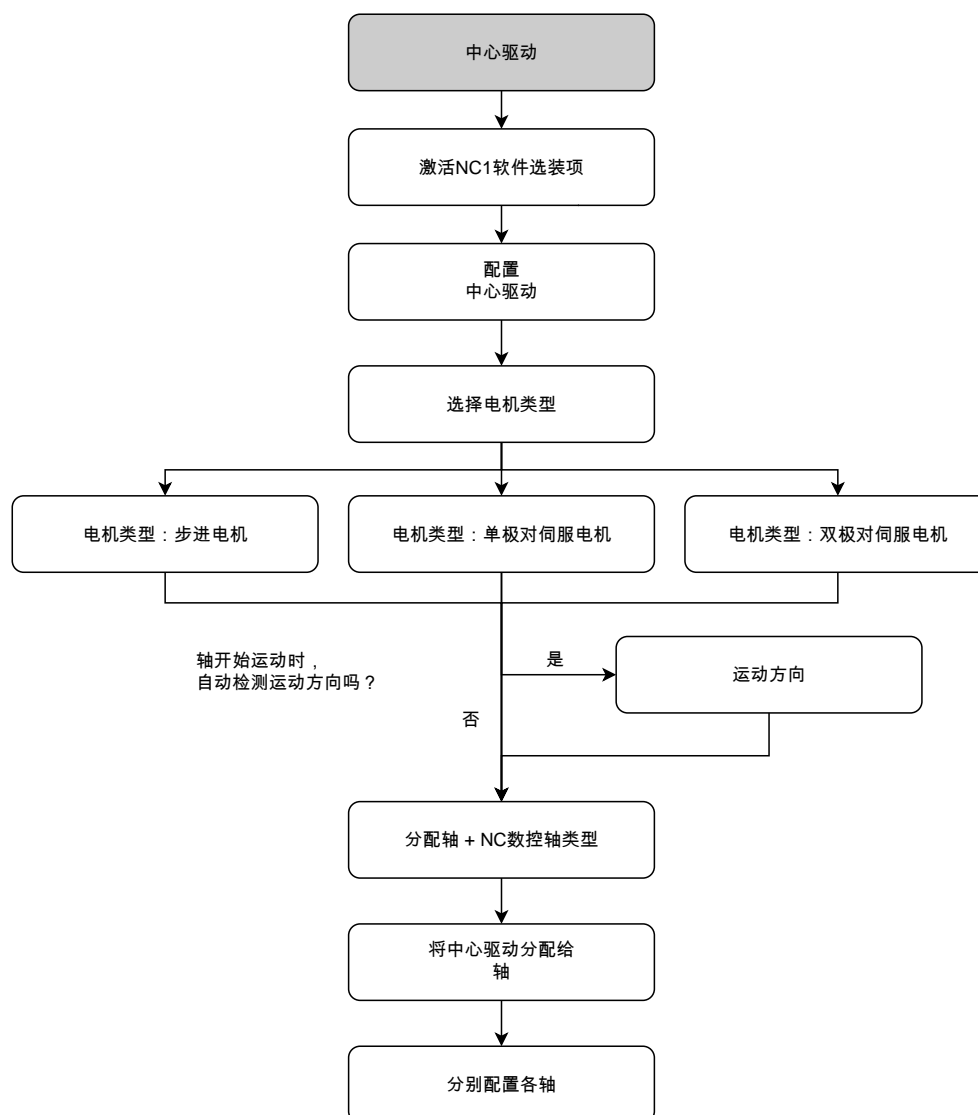 中心驱动
激活NC1软件选装项
配置
中心驱动
选择电机类型
电机类型：步进电机
电机类型：单极对伺服电机
电机类型：双极对伺服电机
轴开始运动时，
自动检测运动方向吗？
是
运动方向
否
分配轴 + NC数控轴类型
将中心驱动分配给
轴
分别配置各轴